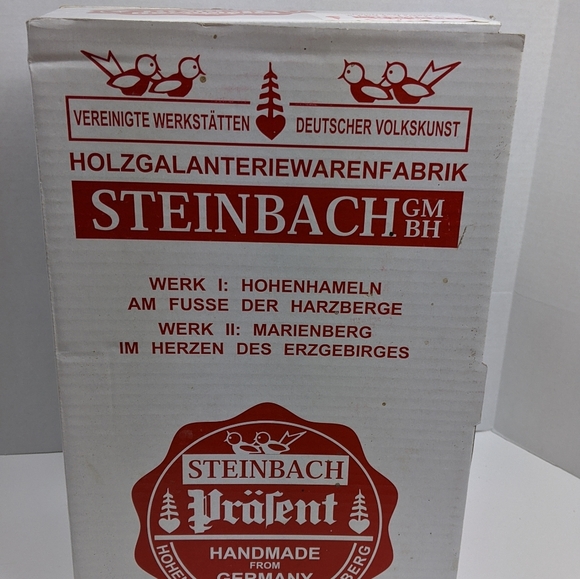 VEREINIGTE WERKSTÄTTEN DEUTSCHER VOLKSKUNST
HOLZGALANTERIEWARENFABRIK
STEINBACH GM BH
WERK I: HOHENHAMELN
AM FUSSE DER HARZBERGE
WERK II: MARIENBERG
IM HERZEN DES ERZGEBIRGES
STEINBACH
Präſent
HANDMADE
FROM
GERMANY